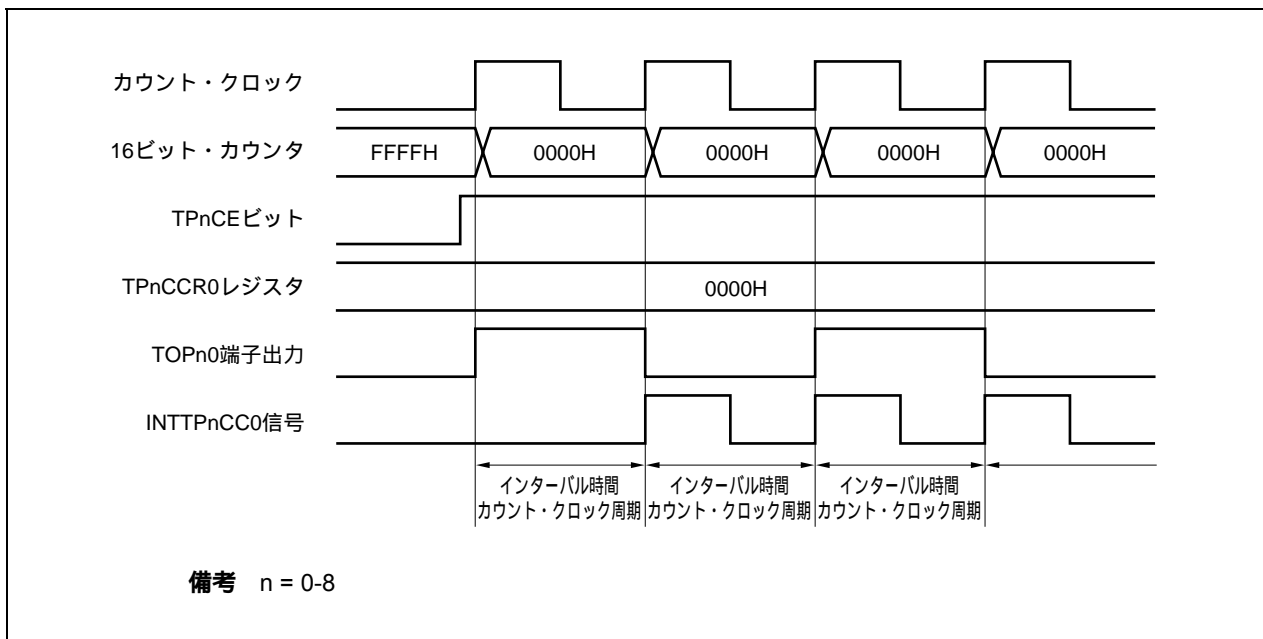 カウント・クロック
16ビット・カウンタ
FFFFH 0000H 0000H 0000H 0000H
TPnCEビット
TPnCCR0レジスタ
0000H
TOPn0端子出力
INTTPnCC0信号
インターバル時間 インターバル時間 インターバル時間
カウント・クロック周期 カウント・クロック周期 カウント・クロック周期
備考 n = 0-8